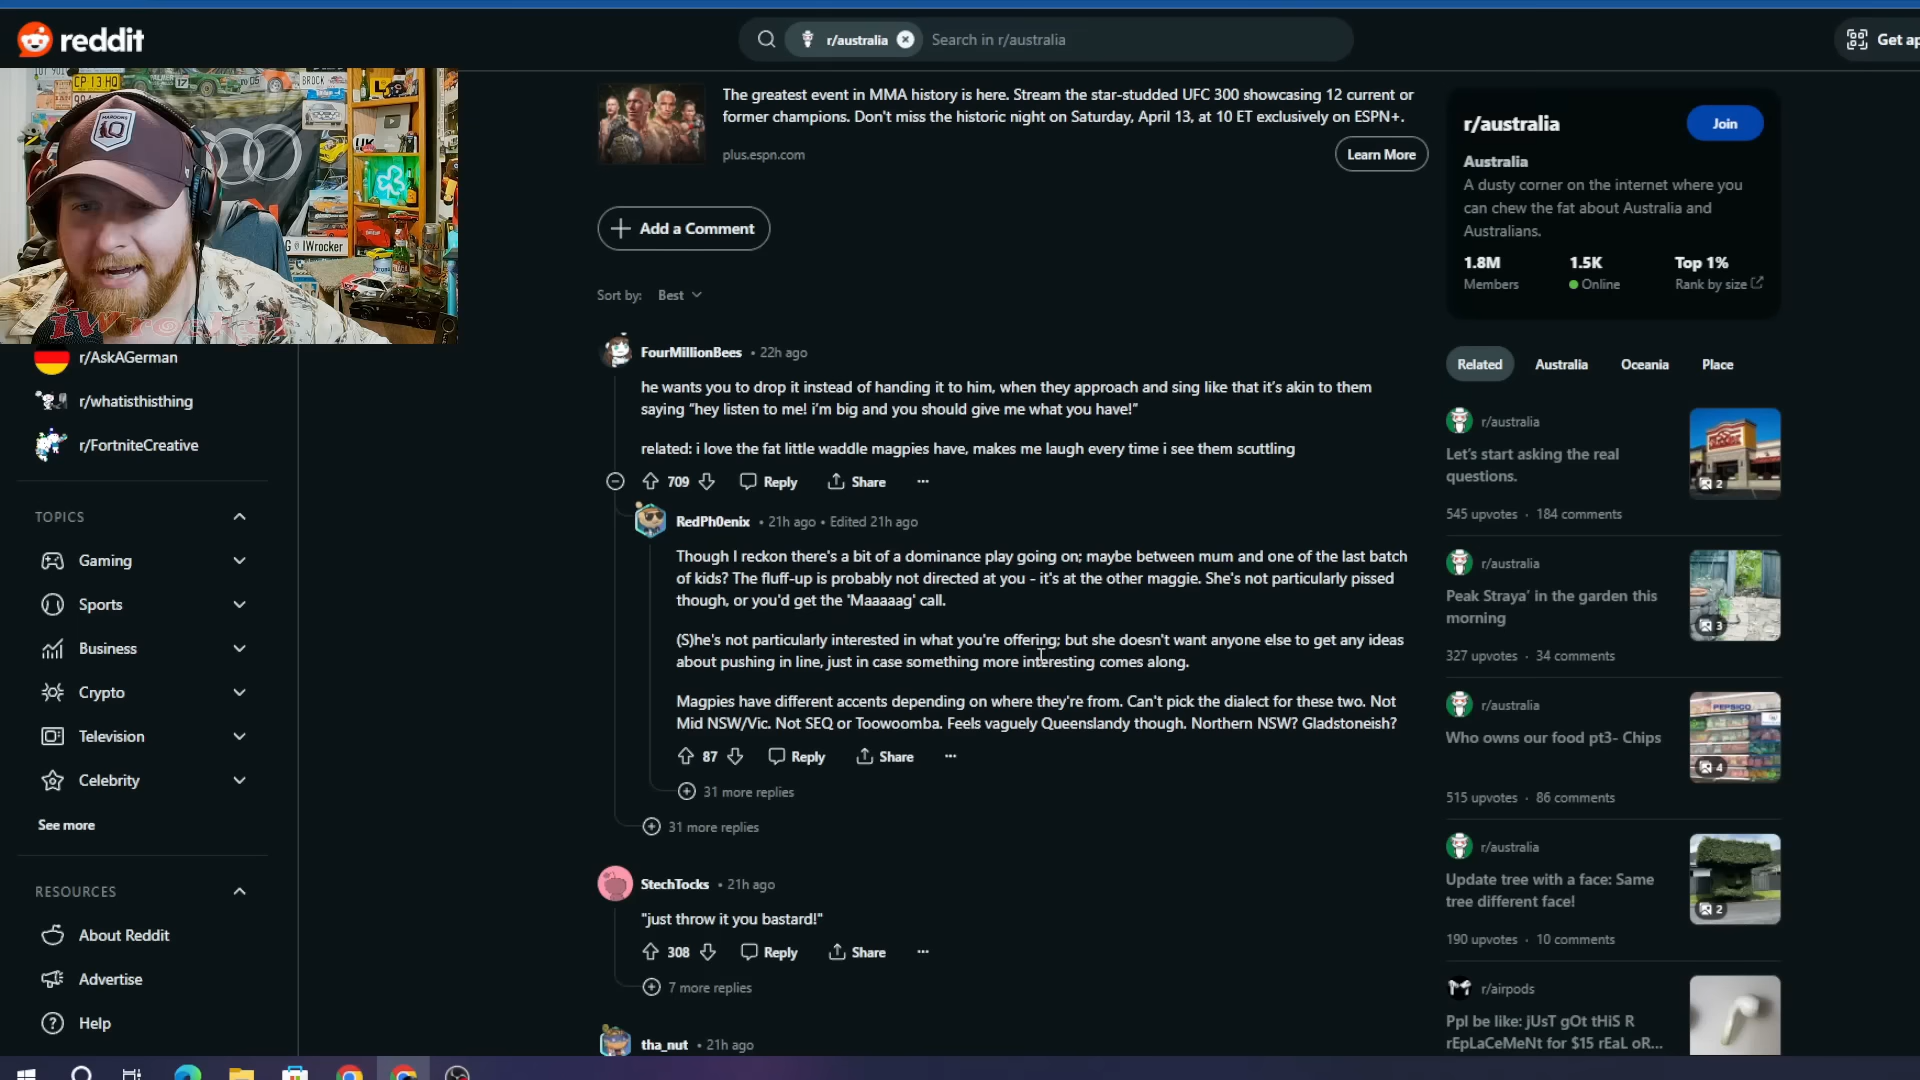 reddit
r/australia
Search in r/australia
Get ap
CP 13 HQ
BROCK
L
UK
G IWrocker
MAROONS
IQ
iWrocker
The greatest event in MMA history is here. Stream the star-studded UFC 300 showcasing 12 current or
former champions. Don't miss the historic night on Saturday, April 13, at 10 ET exclusively on ESPN+.
plus.espn.com
Learn More
Add a Comment
Sort by: Best
r/AskAGerman
r/whatisthisthing
r/FortniteCreative
TOPICS
Gaming
Sports
Business
Crypto
Television
Celebrity
See more
RESOURCES
About Reddit
Advertise
Help
FourMillionBees • 22h ago
he wants you to drop it instead of handing it to him, when they approach and sing like that it's akin to them
saying “hey listen to me! i'm big and you should give me what you have!”
related: i love the fat little waddle magpies have, makes me laugh every time i see them scuttling
709 Reply Share ...
RedPh0enix • 21h ago • Edited 21h ago
Though I reckon there's a bit of a dominance play going on; maybe between mum and one of the last batch
of kids? The fluff-up is probably not directed at you - it's at the other maggie. She's not particularly pissed
though, or you'd get the 'Maaaaag' call.
(S)he's not particularly interested in what you're offering; but she doesn't want anyone else to get any ideas
about pushing in line, just in case something more interesting comes along.
Magpies have different accents depending on where they're from. Can't pick the dialect for these two. Not
Mid NSW/Vic. Not SEQ or Toowoomba. Feels vaguely Queenslandy though. Northern NSW? Gladstoneish?
87 Reply Share ...
31 more replies
31 more replies
StechTocks • 21h ago
"just throw it you bastard!"
308 Reply Share ...
7 more replies
tha_nut • 21h ago
r/australia
Join
Australia
A dusty corner on the internet where you
can chew the fat about Australia and
Australians.
1.8M 1.5K Top 1%
Members Online Rank by size
Related Australia Oceania Place
r/australia
Let's start asking the real
questions.
2
545 upvotes · 184 comments
r/australia
Peak Straya' in the garden this
morning
3
327 upvotes · 34 comments
r/australia
Who owns our food pt3- Chips
PEPSICO
4
515 upvotes · 86 comments
r/australia
Update tree with a face: Same
tree different face!
2
190 upvotes · 10 comments
r/airpods
Ppl be like: jUsT gOt tHiS R
rEpLaCeMeNt for $15 rEaL oR...